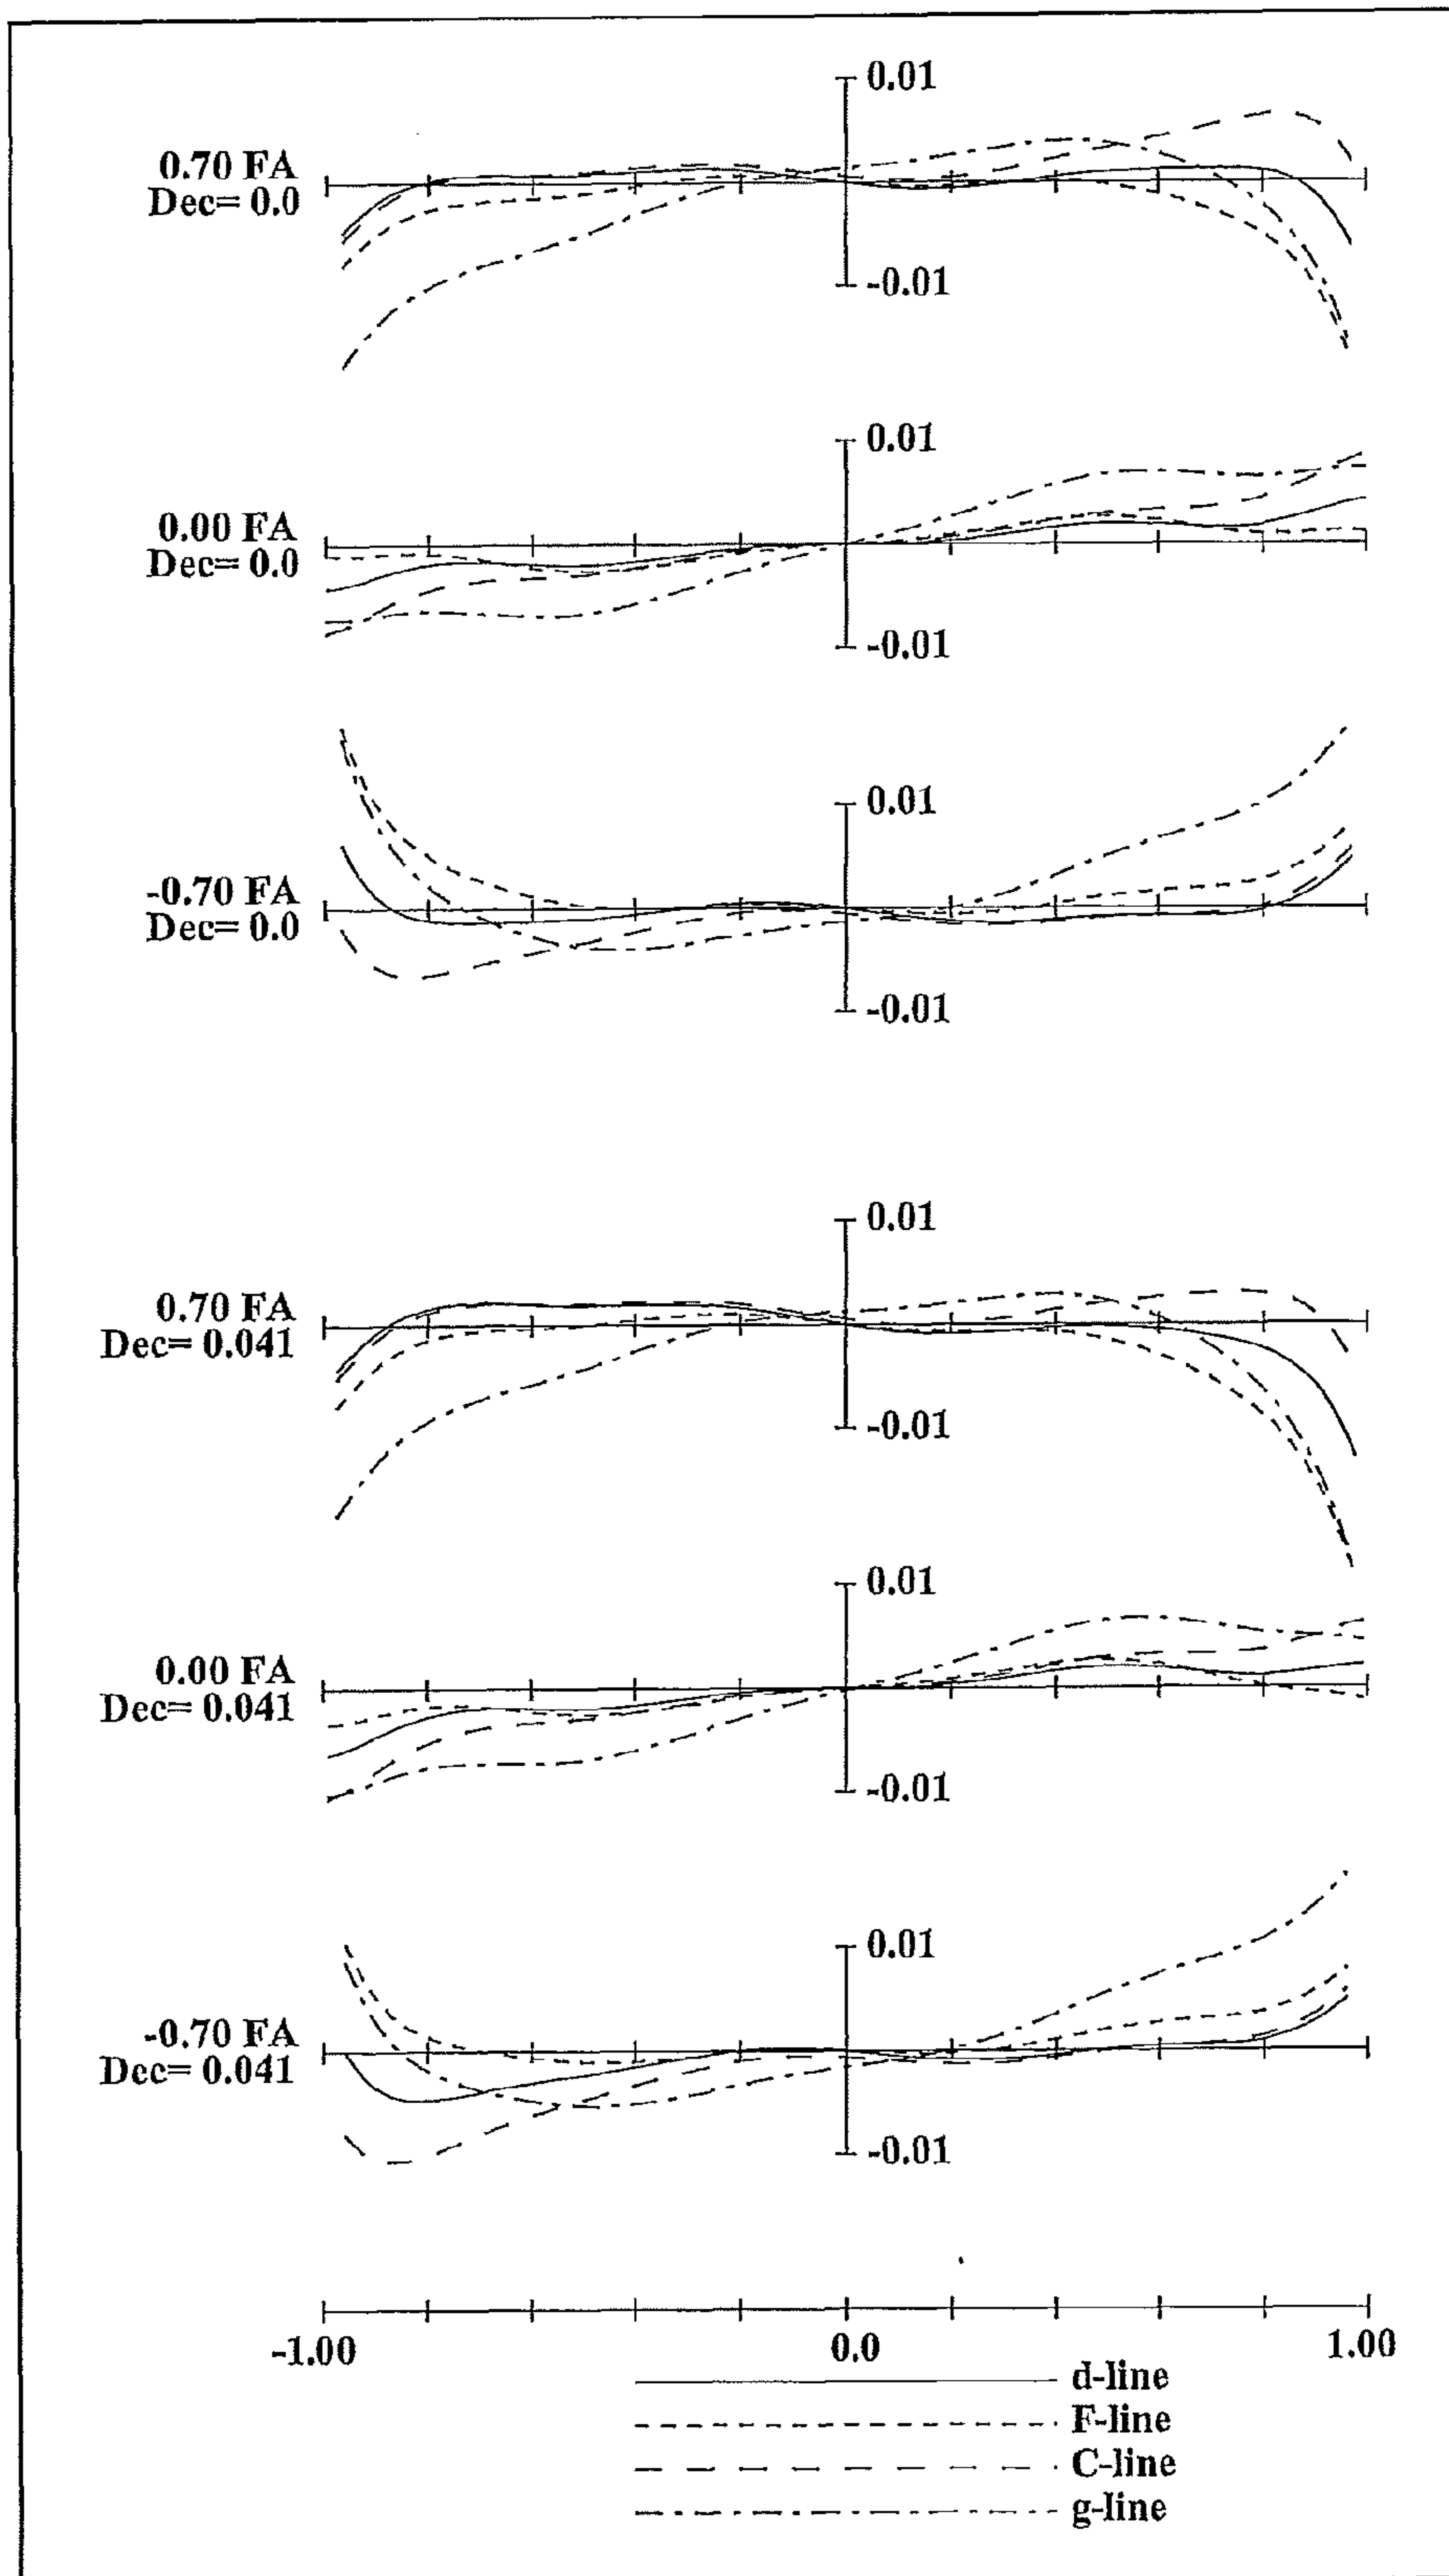 0.01
0.70 FA
Dec= 0.0
-0.01
0.01
0.00 FA
Dec= 0.0
-0.01
0.01
-0.70 FA
Dec= 0.0
-0.01
0.01
0.70 FA
Dec= 0.041
-0.01
0.01
0.00 FA
Dec= 0.041
-0.01
0.01
-0.70 FA
Dec= 0.041
-0.01
-1.00 0.0 1.00
d-line
F-line
C-line
g-line